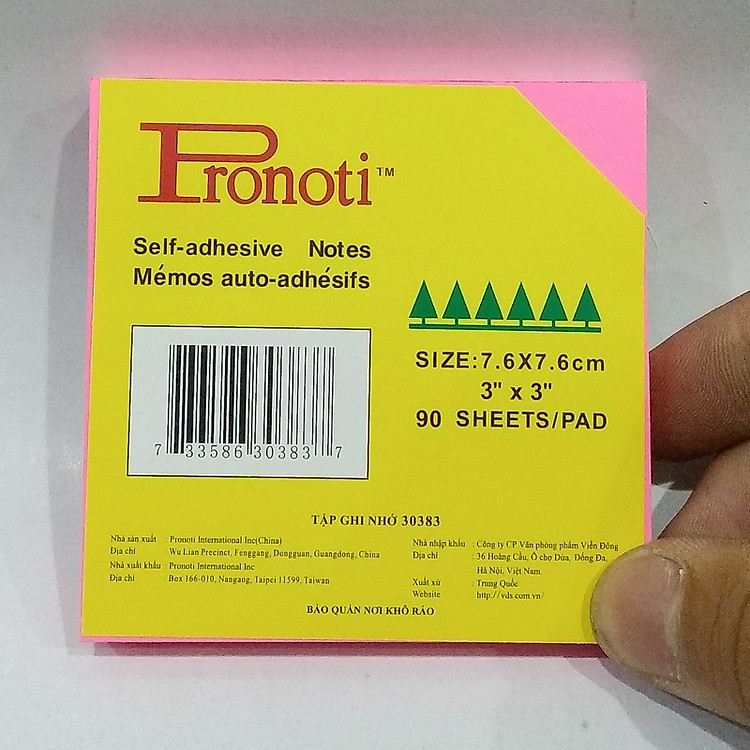 Pronoti™
Self-adhesive Notes
Mémos auto-adhésifs
SIZE:7.6X7.6cm
3" x 3"
90 SHEETS/PAD
7 33586 30383 7
TẬP GHI NHỚ 30383
Nhà sản xuất : Pronoti International Inc(China)
Địa chỉ : Wu Lian Precinct, Fenggang, Dongguan, Guangdong, China
Nhà xuất khẩu : Pronoti International Inc
Địa chỉ : Box 166-010, Nangang, Taipei 11599, Taiwan
Nhà nhập khẩu : Công ty CP Văn phòng phẩm Viễn Đông
Địa chỉ : 36 Hoàng Cầu, Ô chợ Dừa, Đống Đa,
Hà Nội, Việt Nam.
Xuất xứ : Trung Quốc
Website : http://vds.com.vn/
BẢO QUẢN NƠI KHÔ RÁO